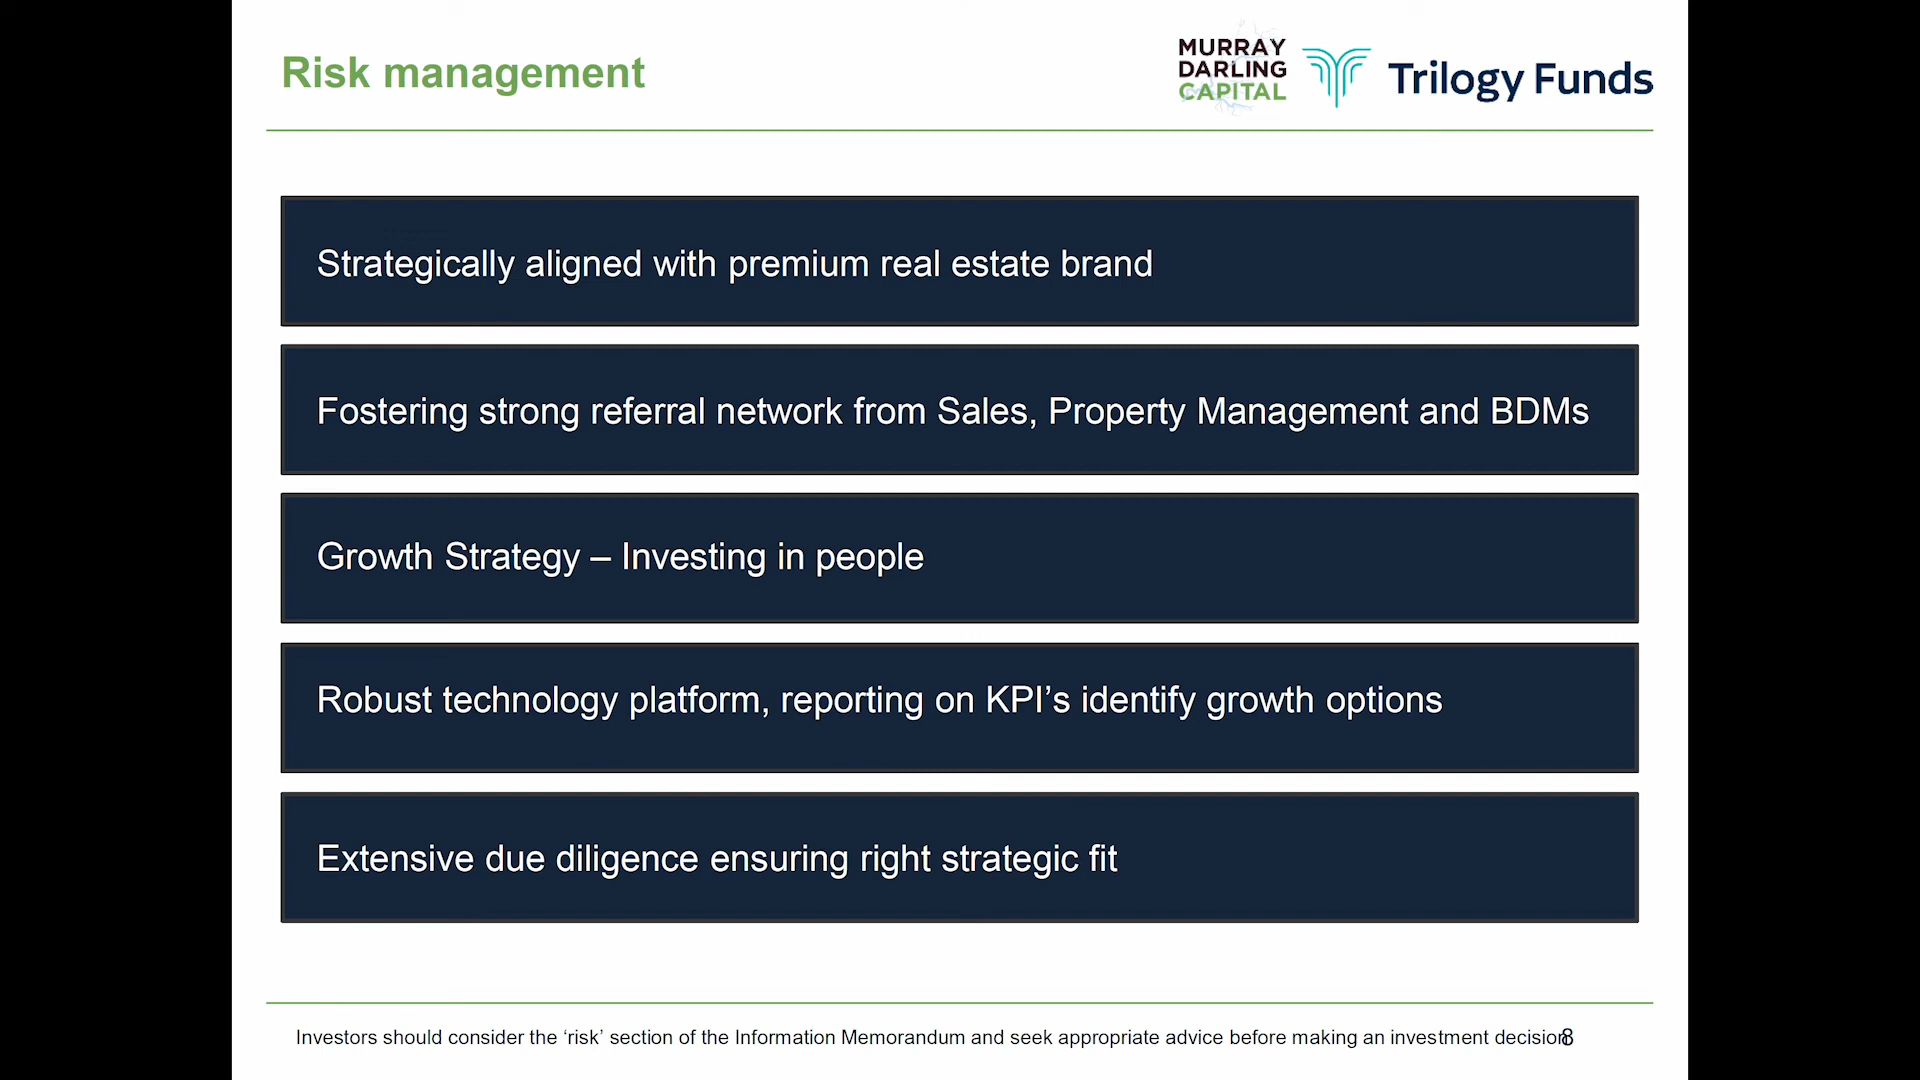 Risk management
MURRAY
DARLING
CAPITAL
Trilogy Funds
Strategically aligned with premium real estate brand
Fostering strong referral network from Sales, Property Management and BDMs
Growth Strategy – Investing in people
Robust technology platform, reporting on KPI’s identify growth options
Extensive due diligence ensuring right strategic fit
Investors should consider the ‘risk’ section of the Information Memorandum and seek appropriate advice before making an investment decision
8